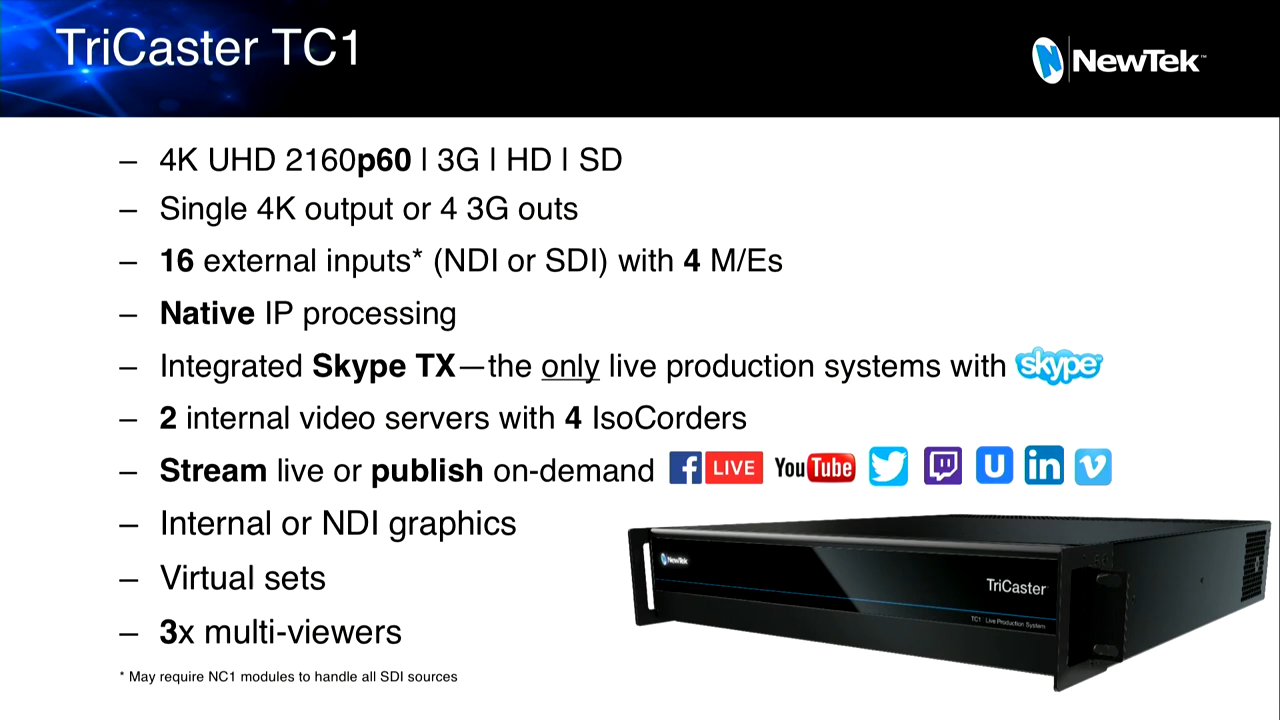 TriCaster TC1
NewTek™
– 4K UHD 2160p60 | 3G | HD | SD
– Single 4K output or 4 3G outs
– 16 external inputs* (NDI or SDI) with 4 M/Es
– Native IP processing
– Integrated Skype TX—the only live production systems with skype
– 2 internal video servers with 4 IsoCorders
– Stream live or publish on-demand f LIVE YouTube U in v
– Internal or NDI graphics
– Virtual sets
– 3x multi-viewers
NewTek
TriCaster
TC1 Live Production System
* May require NC1 modules to handle all SDI sources